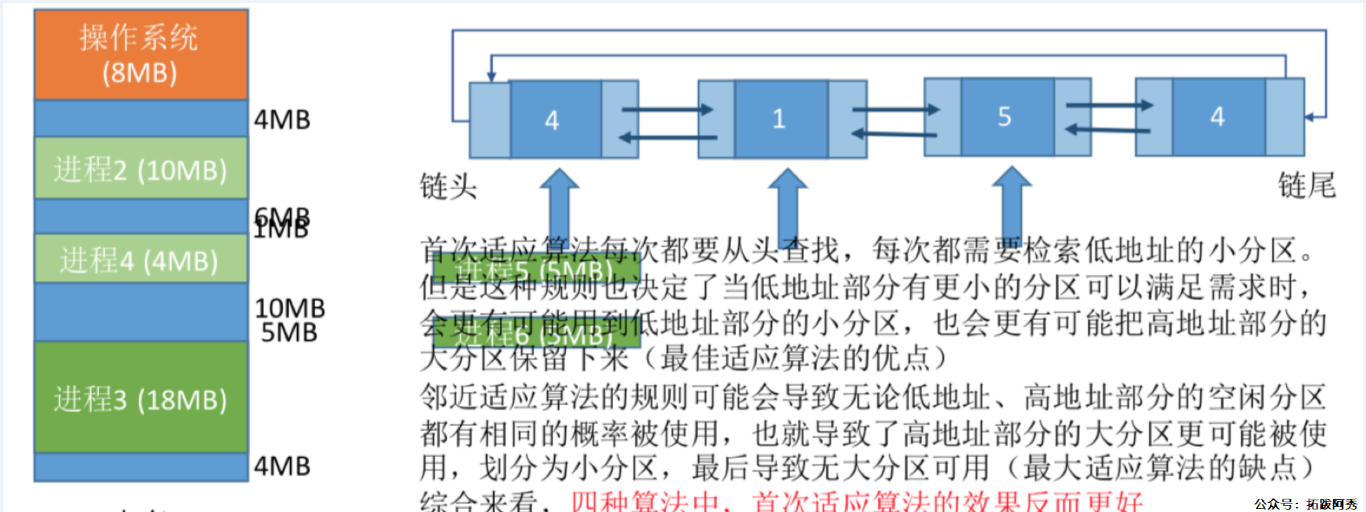 操作系统
(8MB)
4MB
进程2 (10MB)
6MB
1MB
进程4 (4MB)
10MB
5MB
进程3 (18MB)
4MB
4
1
5
4
链头
链尾
进程5 (5MB)
进程6 (5MB)
首次适应算法每次都要从头查找，每次都需要检索低地址的小分区。
但是这种规则也决定了当低地址部分有更小的分区可以满足需求时，
会更有可能用到低地址部分的小分区，也会更有可能把高地址部分的
大分区保留下来（最佳适应算法的优点）
邻近适应算法的规则可能会导致无论低地址、高地址部分的空闲分区
都有相同的概率被使用，也就导致了高地址部分的大分区更可能被使
用，划分为小分区，最后导致无大分区可用（最大适应算法的缺点）
综合来看，四种算法中，首次适应算法的效果反而更好
公众号：拓跋阿秀